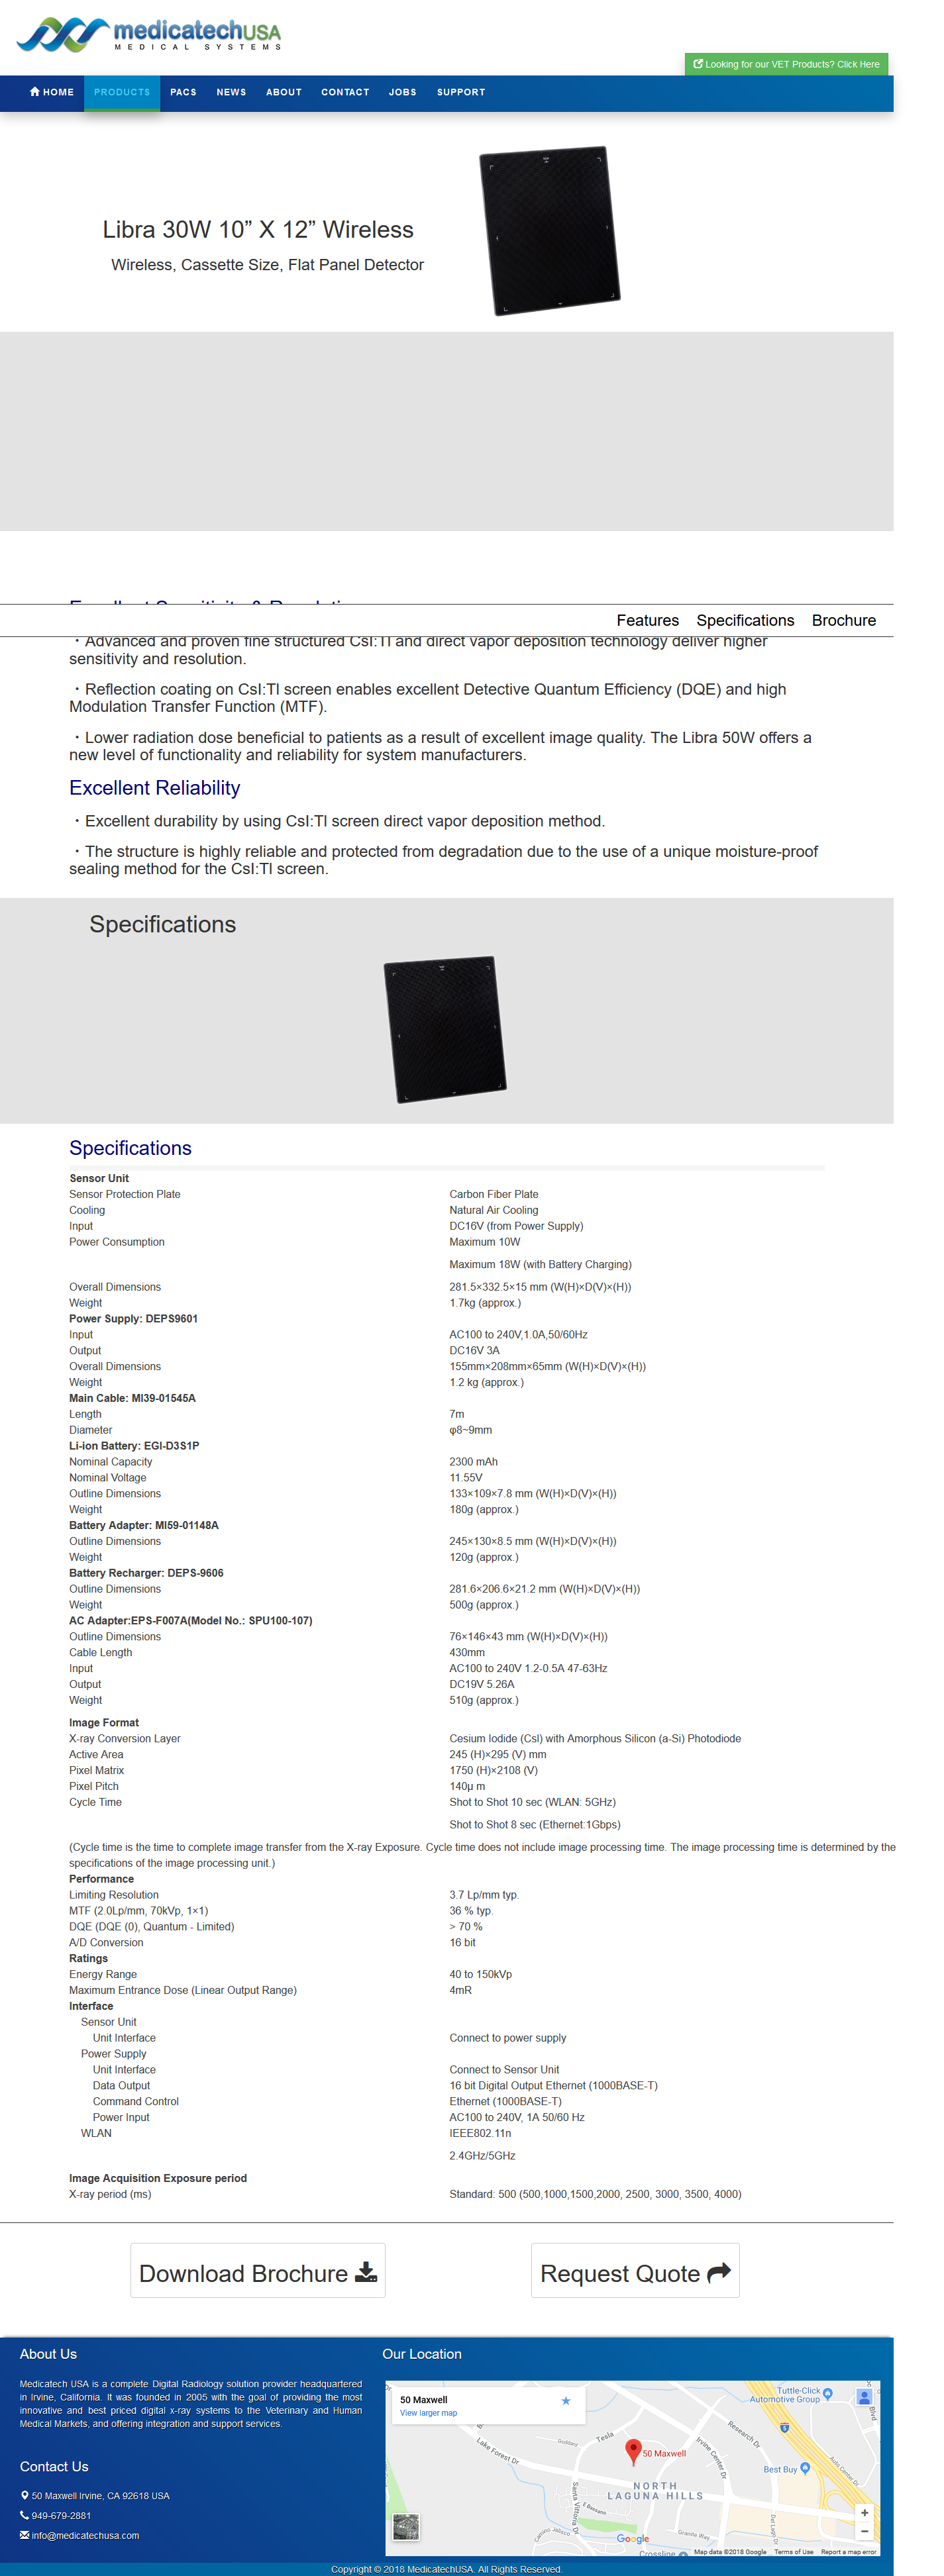 medicatechUSA
MEDICAL SYSTEMS
Looking for our VET Products? Click Here
HOME PRODUCTS PACS NEWS ABOUT CONTACT JOBS SUPPORT
Libra 30W 10” X 12” Wireless
Wireless, Cassette Size, Flat Panel Detector
Features Specifications Brochure
・Advanced and proven fine structured CsI:Tl and direct vapor deposition technology deliver higher
sensitivity and resolution.
・Reflection coating on CsI:Tl screen enables excellent Detective Quantum Efficiency (DQE) and high
Modulation Transfer Function (MTF).
・Lower radiation dose beneficial to patients as a result of excellent image quality. The Libra 50W offers a
new level of functionality and reliability for system manufacturers.
Excellent Reliability
・Excellent durability by using CsI:Tl screen direct vapor deposition method.
・The structure is highly reliable and protected from degradation due to the use of a unique moisture-proof
sealing method for the CsI:Tl screen.
Specifications
Specifications
Sensor Unit
Sensor Protection Plate Carbon Fiber Plate
Cooling Natural Air Cooling
Input DC16V (from Power Supply)
Power Consumption Maximum 10W
Maximum 18W (with Battery Charging)
Overall Dimensions 281.5×332.5×15 mm (W(H)×D(V)×(H))
Weight 1.7kg (approx.)
Power Supply: DEPS9601
Input AC100 to 240V,1.0A,50/60Hz
Output DC16V 3A
Overall Dimensions 155mm×208mm×65mm (W(H)×D(V)×(H))
Weight 1.2 kg (approx.)
Main Cable: MI39-01545A
Length 7m
Diameter φ8~9mm
Li-ion Battery: EGI-D3S1P
Nominal Capacity 2300 mAh
Nominal Voltage 11.55V
Outline Dimensions 133×109×7.8 mm (W(H)×D(V)×(H))
Weight 180g (approx.)
Battery Adapter: MI59-01148A
Outline Dimensions 245×130×8.5 mm (W(H)×D(V)×(H))
Weight 120g (approx.)
Battery Recharger: DEPS-9606
Outline Dimensions 281.6×206.6×21.2 mm (W(H)×D(V)×(H))
Weight 500g (approx.)
AC Adapter:EPS-F007A(Model No.: SPU100-107)
Outline Dimensions 76×146×43 mm (W(H)×D(V)×(H))
Cable Length 430mm
Input AC100 to 240V 1.2-0.5A 47-63Hz
Output DC19V 5.26A
Weight 510g (approx.)
Image Format
X-ray Conversion Layer Cesium Iodide (CsI) with Amorphous Silicon (a-Si) Photodiode
Active Area 245 (H)×295 (V) mm
Pixel Matrix 1750 (H)×2108 (V)
Pixel Pitch 140μ m
Cycle Time Shot to Shot 10 sec (WLAN: 5GHz)
Shot to Shot 8 sec (Ethernet:1Gbps)
(Cycle time is the time to complete image transfer from the X-ray Exposure. Cycle time does not include image processing time. The image processing time is determined by the
specifications of the image processing unit.)
Performance
Limiting Resolution 3.7 Lp/mm typ.
MTF (2.0Lp/mm, 70kVp, 1×1) 36 % typ.
DQE (DQE (0), Quantum - Limited) > 70 %
A/D Conversion 16 bit
Ratings
Energy Range 40 to 150kVp
Maximum Entrance Dose (Linear Output Range) 4mR
Interface
Sensor Unit
Unit Interface Connect to power supply
Power Supply
Unit Interface Connect to Sensor Unit
Data Output 16 bit Digital Output Ethernet (1000BASE-T)
Command Control Ethernet (1000BASE-T)
Power Input AC100 to 240V, 1A 50/60 Hz
WLAN IEEE802.11n
2.4GHz/5GHz
Image Acquisition Exposure period
X-ray period (ms) Standard: 500 (500,1000,1500,2000, 2500, 3000, 3500, 4000)
Download Brochure Request Quote
About Us
Medicatech USA is a complete Digital Radiology solution provider headquartered
in Irvine, California. It was founded in 2005 with the goal of providing the most
innovative and best priced digital x-ray systems to the Veterinary and Human
Medical Markets, and offering integration and support services.
Contact Us
50 Maxwell Irvine, CA 92618 USA
949-679-2881
info@medicatechusa.com
Our Location
50 Maxwell
View larger map
Tuttle-Click
Automotive Group
Blvd
Tesla
Goddard
Research Dr
Lake Forest Dr
Irvine Center Dr
50 Maxwell
5
Auto Center Dr
Best Buy
NORTH
LAGUNA HILLS
Santa Vittoria Dr
E Bassano
Del Lago Dr
Camino Jalisco
Granite Way
Google
Crossline
Map data ©2018 Google Terms of Use Report a map error
Copyright © 2018 MedicatechUSA. All Rights Reserved.